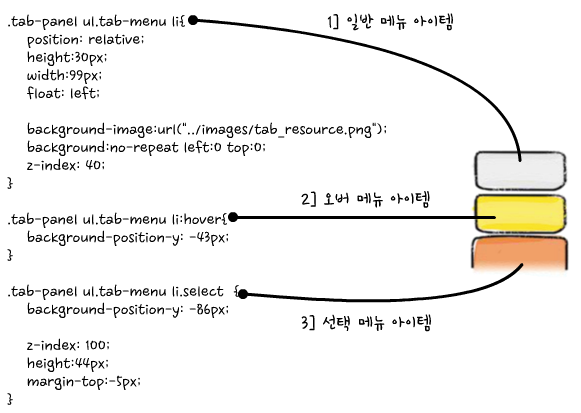 .tab-panel ul.tab-menu li{
1] 일반 메뉴 아이템
position: relative;
height:30px;
width:99px;
float: left;
background-image:url("../images/tab_resource.png");
background:no-repeat left:0 top:0;
z-index: 40;
}
2] 오버 메뉴 아이템
.tab-panel ul.tab-menu li:hover{
background-position-y: -43px;
}
.tab-panel ul.tab-menu li.select {
background-position-y: -86px;
3] 선택 메뉴 아이템
z-index: 100;
height:44px;
margin-top:-5px;
}